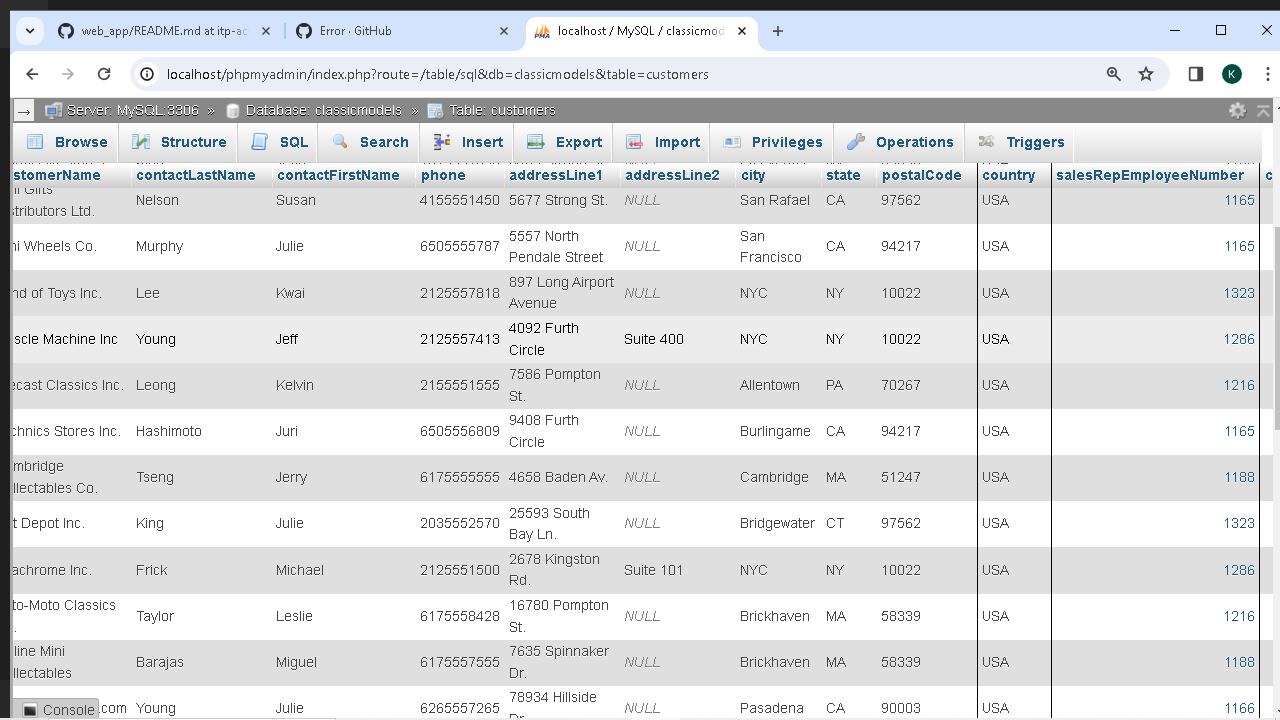 web_app/README.md at itp-ac
Error · GitHub
localhost / MySQL / classicmod
localhost/phpmyadmin/index.php?route=/table/sql&db=classicmodels&table=customers
K
Server: MySQL:3306 » Database: classicmodels » Table: customers
Browse Structure SQL Search Export Insert Import Privileges Operations Triggers
stomerName contactLastName contactFirstName phone addressLine1 addressLine2 city state postalCode country salesRepEmployeeNumber c
ni Gifts
stributors Ltd. Nelson Susan 4155551450 5677 Strong St. NULL San Rafael CA 97562 USA 1165
ni Wheels Co. Murphy Julie 6505555787 5557 North Pendale Street NULL San Francisco CA 94217 USA 1165
nd of Toys Inc. Lee Kwai 2125557818 897 Long Airport Avenue NULL NYC NY 10022 USA 1323
scle Machine Inc Young Jeff 2125557413 4092 Furth Circle Suite 400 NYC NY 10022 USA 1286
ecast Classics Inc. Leong Kelvin 2155551555 7586 Pompton St. NULL Allentown PA 70267 USA 1216
chnics Stores Inc. Hashimoto Juri 6505556809 9408 Furth Circle NULL Burlingame CA 94217 USA 1165
mbridge
llectables Co. Tseng Jerry 6175555555 4658 Baden Av. NULL Cambridge MA 51247 USA 1188
t Depot Inc. King Julie 2035552570 25593 South Bay Ln. NULL Bridgewater CT 97562 USA 1323
achrome Inc. Frick Michael 2125551500 2678 Kingston Rd. Suite 101 NYC NY 10022 USA 1286
to-Moto Classics
. Taylor Leslie 6175558428 16780 Pompton St. NULL Brickhaven MA 58339 USA 1216
line Mini
llectables Barajas Miguel 6175557555 7635 Spinnaker Dr. NULL Brickhaven MA 58339 USA 1188
Console .com Young Julie 6265557265 78934 Hillside Dr. NULL Pasadena CA 90003 USA 1166